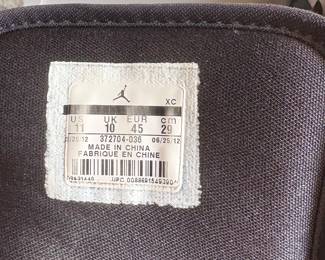 XC
US UK EUR cm
11 10 45 29
372704-036 06/25/12
MADE IN CHINA
FABRIQUE EN CHINE
UPC